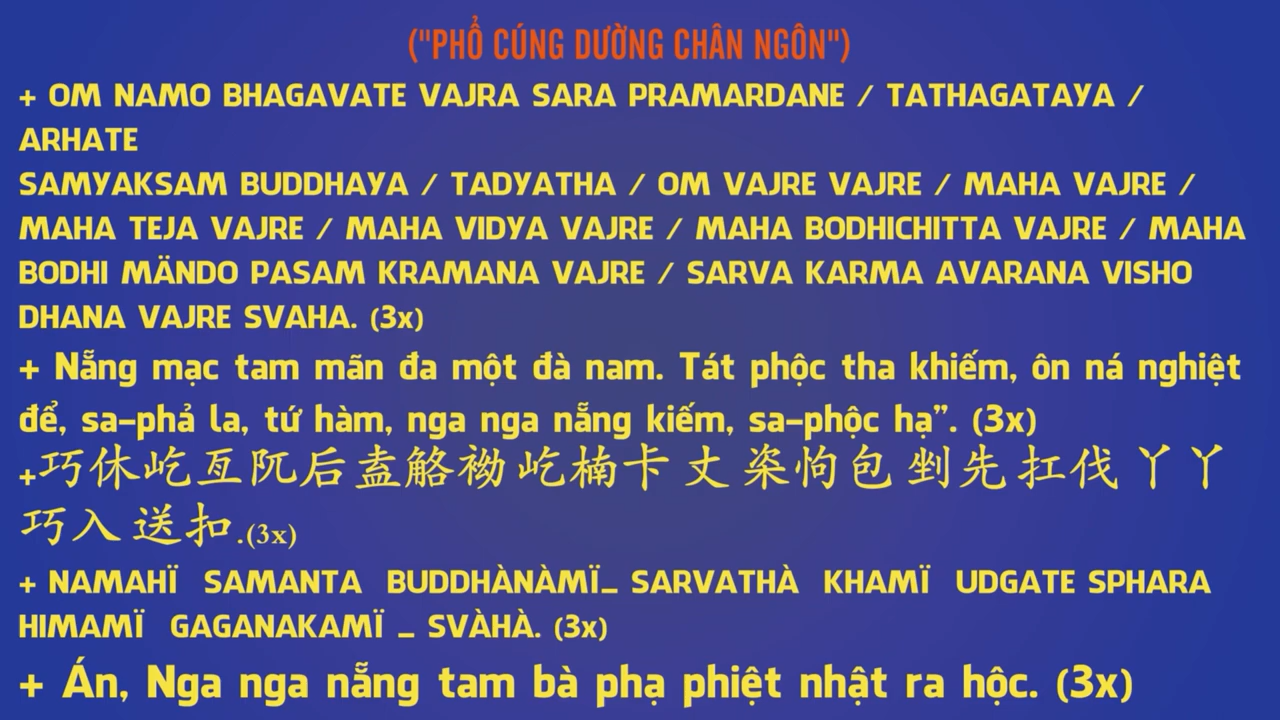 ("PHỔ CÚNG DƯỜNG CHÂN NGÔN")
+ OM NAMO BHAGAVATE VAJRA SARA PRAMARDANE / TATHAGATAYA /
ARHATE
SAMYAKSAM BUDDHAYA / TADYATHA / OM VAJRE VAJRE / MAHA VAJRE /
MAHA TEJA VAJRE / MAHA VIDYA VAJRE / MAHA BODHICHITTA VAJRE / MAHA
BODHI MÄNDO PASAM KRAMANA VAJRE / SARVA KARMA AVARANA VISHO
DHANA VAJRE SVAHA. (3x)
+ Nẵng mạc tam mãn đa một đà nam. Tát phộc tha khiếm, ôn ná nghiệt
để, sa-phả la, tứ hàm, nga nga nẵng kiếm, sa-phộc hạ”. (3x)
+巧休屹亙阢后盍觡袎屹楠卡丈 栥恦包 剉先 扛伐 丫丫
巧入 送扣.(3x)
+ NAMAHÏ SAMANTA BUDDHÀNÀMÏ_ SARVATHÀ KHAMÏ UDGATE SPHARA
HIMAMÏ GAGANAKAMÏ _ SVÀHÀ. (3x)
+ Án, Nga nga nẵng tam bà phạ phiệt nhật ra hộc. (3x)